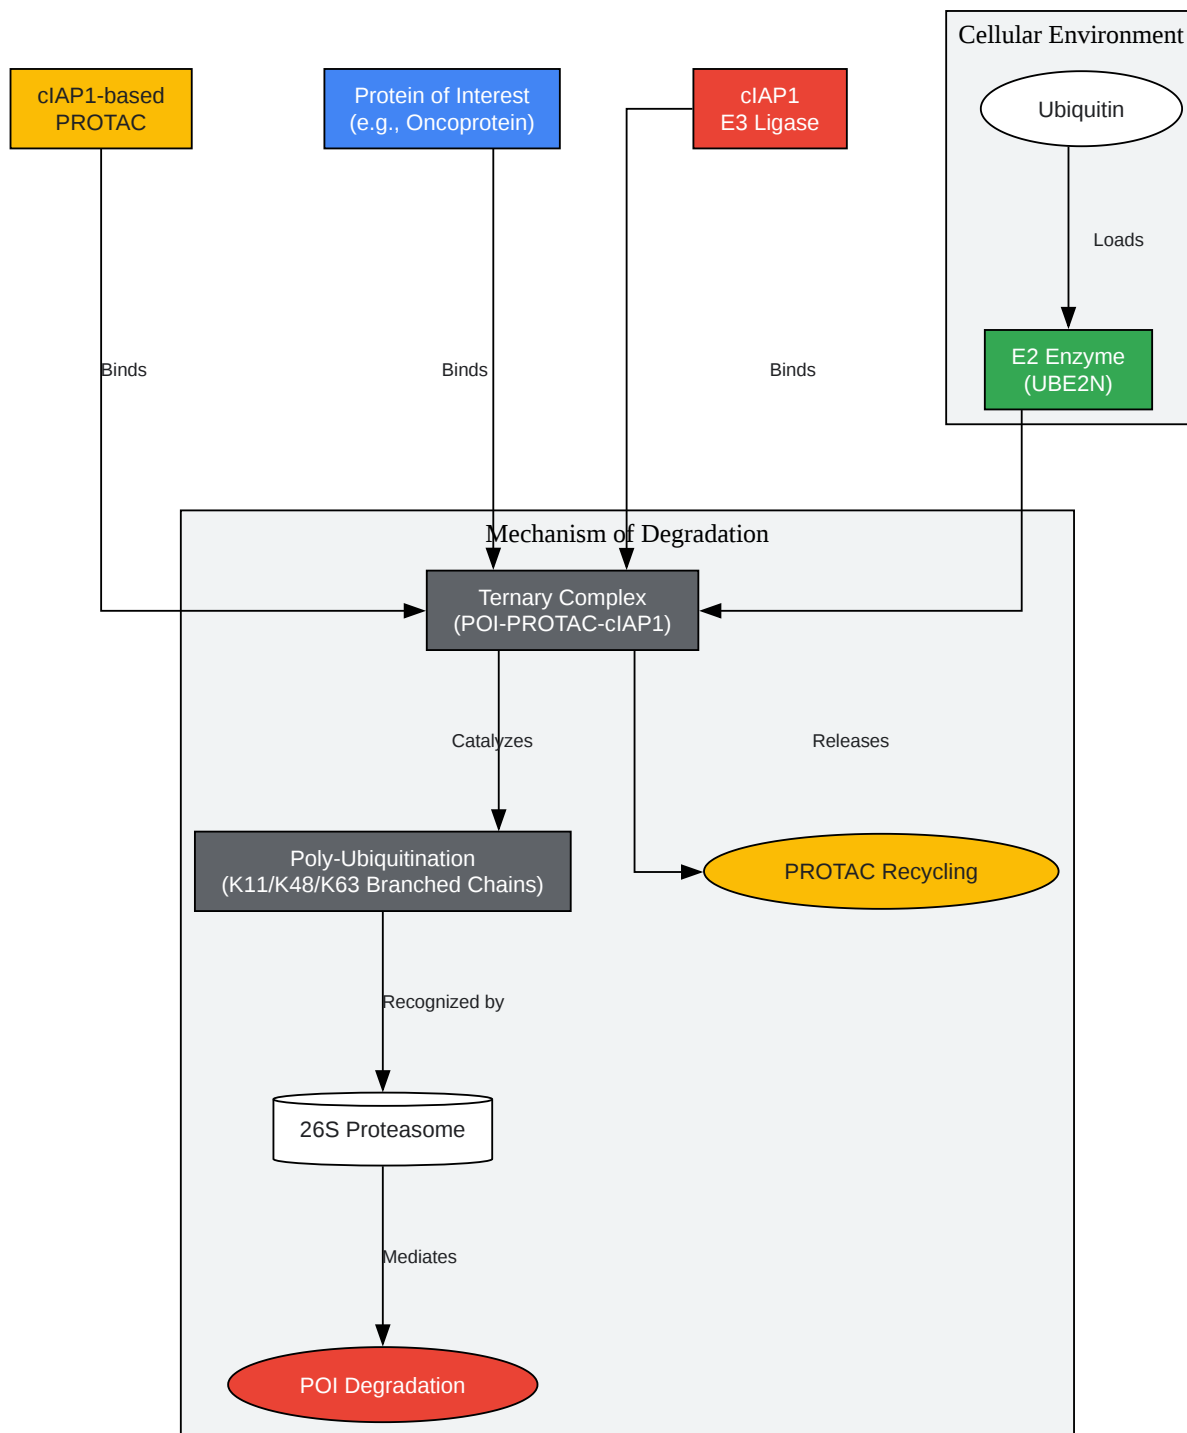 Cellular Environment
cIAP1-based
PROTAC
Protein of Interest
(e.g., Oncoprotein)
cIAP1
E3 Ligase
Ubiquitin
Loads
Binds
Binds
Binds
E2 Enzyme
(UBE2N)
Mechanism of Degradation
Ternary Complex
(POI-PROTAC-cIAP1)
Catalyzes
Releases
Poly-Ubiquitination
(K11/K48/K63 Branched Chains)
PROTAC Recycling
Recognized by
26S Proteasome
Mediates
POI Degradation